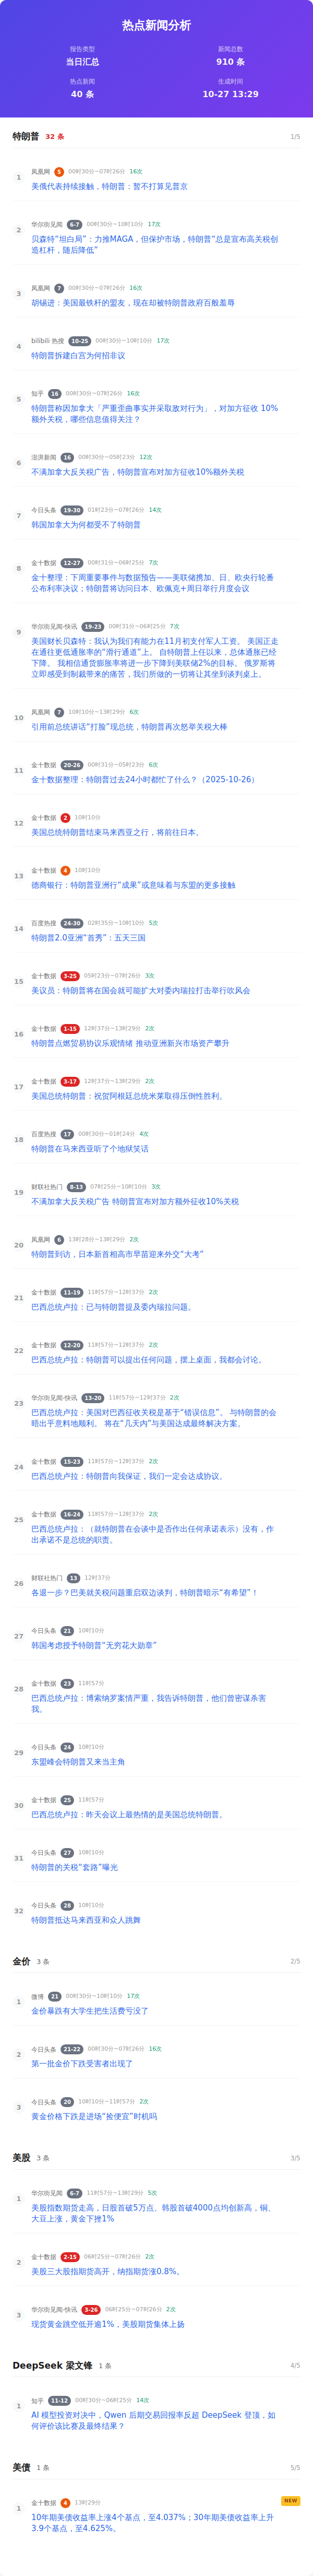 热点新闻分析
报告类型
当日汇总
新闻总数
910 条
热点新闻
40 条
生成时间
10-27 13:29
特朗普 32 条 1/5
1
凤凰网 5 00时30分~07时26分 16次
美俄代表持续接触，特朗普：暂不打算见普京
2
华尔街见闻 6-7 00时30分~10时10分 17次
贝森特“坦白局”：力推MAGA，但保护市场，特朗普“总是宣布高关税创
造杠杆，随后降低”
3
凤凰网 7 00时30分~07时26分 16次
胡锡进：美国最铁杆的盟友，现在却被特朗普政府百般羞辱
4
bilibili 热搜 10-25 00时30分~10时10分 17次
特朗普拆建白宫为何招非议
5
知乎 16 00时30分~07时26分 16次
特朗普称因加拿大「严重歪曲事实并采取敌对行为」，对加方征收 10%
额外关税，哪些信息值得关注？
6
澎湃新闻 16 00时30分~05时23分 12次
不满加拿大反关税广告，特朗普宣布对加方征收10%额外关税
7
今日头条 19-30 01时23分~07时26分 14次
韩国加拿大为何都受不了特朗普
8
金十数据 12-27 00时31分~06时25分 7次
金十整理：下周重要事件与数据预告——美联储携加、日、欧央行轮番
公布利率决议；特朗普将访问日本、欧佩克+周日举行月度会议
9
华尔街见闻-快讯 19-23 00时31分~06时25分 7次
美国财长贝森特：我认为我们有能力在11月初支付军人工资。 美国正走
在通往更低通胀率的“滑行通道”上。 自特朗普上任以来，总体通胀已经
下降。 我相信通货膨胀率将进一步下降到美联储2%的目标。 俄罗斯将
立即感受到制裁带来的痛苦，我们所做的一切将让其坐到谈判桌上。
10
凤凰网 7 10时10分~13时29分 6次
引用前总统讲话“打脸”现总统，特朗普再次怒举关税大棒
11
金十数据 20-26 00时31分~05时23分 6次
金十数据整理：特朗普过去24小时都忙了什么？（2025-10-26）
12
金十数据 2 10时10分
美国总统特朗普结束马来西亚之行，将前往日本。
13
金十数据 4 10时10分
德商银行：特朗普亚洲行“成果”或意味着与东盟的更多接触
14
百度热搜 24-30 02时35分~10时10分 5次
特朗普2.0亚洲“首秀”：五天三国
15
金十数据 3-25 05时23分~07时26分 3次
美议员：特朗普将在国会就可能扩大对委内瑞拉打击举行吹风会
16
金十数据 1-15 12时37分~13时29分 2次
特朗普点燃贸易协议乐观情绪 推动亚洲新兴市场资产攀升
17
金十数据 3-17 12时37分~13时29分 2次
美国总统特朗普：祝贺阿根廷总统米莱取得压倒性胜利。
18
百度热搜 17 00时30分~01时24分 4次
特朗普在马来西亚听了个地狱笑话
19
财联社热门 8-13 07时25分~10时10分 3次
不满加拿大反关税广告 特朗普宣布对加方额外征收10%关税
20
凤凰网 6 13时28分~13时29分 2次
特朗普到访，日本新首相高市早苗迎来外交“大考”
21
金十数据 11-19 11时57分~12时37分 2次
巴西总统卢拉：已与特朗普提及委内瑞拉问题。
22
金十数据 12-20 11时57分~12时37分 2次
巴西总统卢拉：特朗普可以提出任何问题，摆上桌面，我都会讨论。
23
华尔街见闻-快讯 13-20 11时57分~12时37分 2次
巴西总统卢拉：美国对巴西征收关税是基于“错误信息”。 与特朗普的会
晤出乎意料地顺利。 将在“几天内”与美国达成最终解决方案。
24
金十数据 15-23 11时57分~12时37分 2次
巴西总统卢拉：特朗普向我保证，我们一定会达成协议。
25
金十数据 16-24 11时57分~12时37分 2次
巴西总统卢拉：（就特朗普在会谈中是否作出任何承诺表示）没有，作
出承诺不是总统的职责。
26
财联社热门 13 12时37分
各退一步？巴美就关税问题重启双边谈判，特朗普暗示“有希望”！
27
今日头条 21 10时10分
韩国考虑授予特朗普“无穷花大勋章”
28
金十数据 23 11时57分
巴西总统卢拉：博索纳罗案情严重，我告诉特朗普，他们曾密谋杀害
我。
29
今日头条 24 10时10分
东盟峰会特朗普又来当主角
30
金十数据 25 11时57分
巴西总统卢拉：昨天会议上最热情的是美国总统特朗普。
31
今日头条 27 10时10分
特朗普的关税“套路”曝光
32
今日头条 28 10时10分
特朗普抵达马来西亚和众人跳舞
金价 3 条 2/5
1
微博 21 00时30分~10时10分 17次
金价暴跌有大学生把生活费亏没了
2
今日头条 21-22 00时30分~07时26分 16次
第一批金价下跌受害者出现了
3
今日头条 20 10时10分~11时57分 2次
黄金价格下跌是进场“捡便宜”时机吗
美股 3 条 3/5
1
华尔街见闻 6-7 11时57分~13时29分 5次
美股指数期货走高，日股首破5万点、韩股首破4000点均创新高，铜、
大豆上涨，黄金下挫1%
2
金十数据 2-15 06时25分~07时26分 2次
美股三大股指期货高开，纳指期货涨0.8%。
3
华尔街见闻-快讯 3-26 06时25分~07时26分 2次
现货黄金跳空低开逾1%，美股期货集体上扬
DeepSeek 梁文锋 1 条 4/5
1
知乎 11-12 00时30分~06时25分 14次
AI 模型投资对决中，Qwen 后期交易回报率反超 DeepSeek 登顶，如
何评价该比赛及最终结果？
美债 1 条 5/5
1
金十数据 4 13时29分 NEW
10年期美债收益率上涨4个基点，至4.037%；30年期美债收益率上升
3.9个基点，至4.625%。